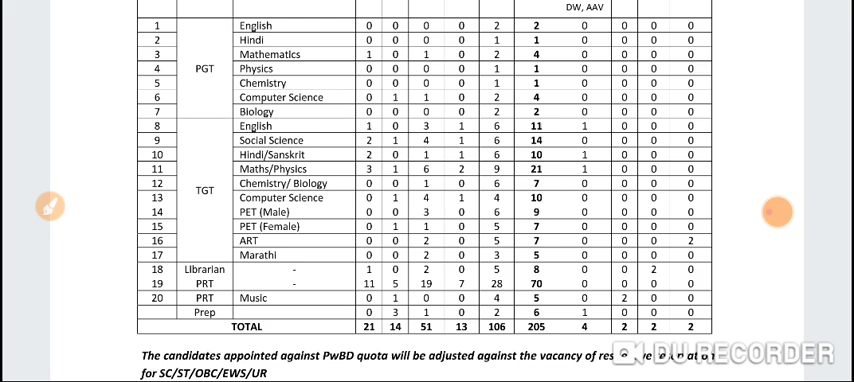 DW, AAV
1 English 0 0 0 0 2 2 0 0 0 0
2 Hindi 0 0 0 0 1 1 0 0 0 0
3 Mathematics 1 0 1 0 2 4 0 0 0 0
4 PGT Physics 0 0 0 0 1 1 0 0 0 0
5 Chemistry 0 0 0 0 1 1 0 0 0 0
6 Computer Science 0 1 1 0 2 4 0 0 0 0
7 Biology 0 0 0 0 2 2 0 0 0 0
8 English 1 0 3 1 6 11 1 0 0 0
9 Social Science 2 1 4 1 6 14 0 0 0 0
10 Hindi/Sanskrit 2 0 1 1 6 10 1 0 0 0
11 Maths/Physics 3 1 6 2 9 21 1 0 0 0
12 Chemistry/ Biology 0 0 1 0 6 7 0 0 0 0
TGT
13 Computer Science 0 1 4 1 4 10 0 0 0 0
14 PET (Male) 0 0 3 0 6 9 0 0 0 0
15 PET (Female) 0 1 1 0 5 7 0 0 0 0
16 ART 0 0 2 0 5 7 0 0 0 2
17 Marathi 0 0 2 0 3 5 0 0 0 0
18 Librarian - 1 0 2 0 5 8 0 0 2 0
19 PRT - 11 5 19 7 28 70 0 0 0 0
20 PRT Music 0 1 0 0 4 5 0 2 0 0
Prep 0 3 1 0 2 6 1 0 0 0
TOTAL 21 14 51 13 106 205 4 2 2 2
DU RECORDER
The candidates appointed against PwBD quota will be adjusted against the vacancy of
for SC/ST/OBC/EWS/UR